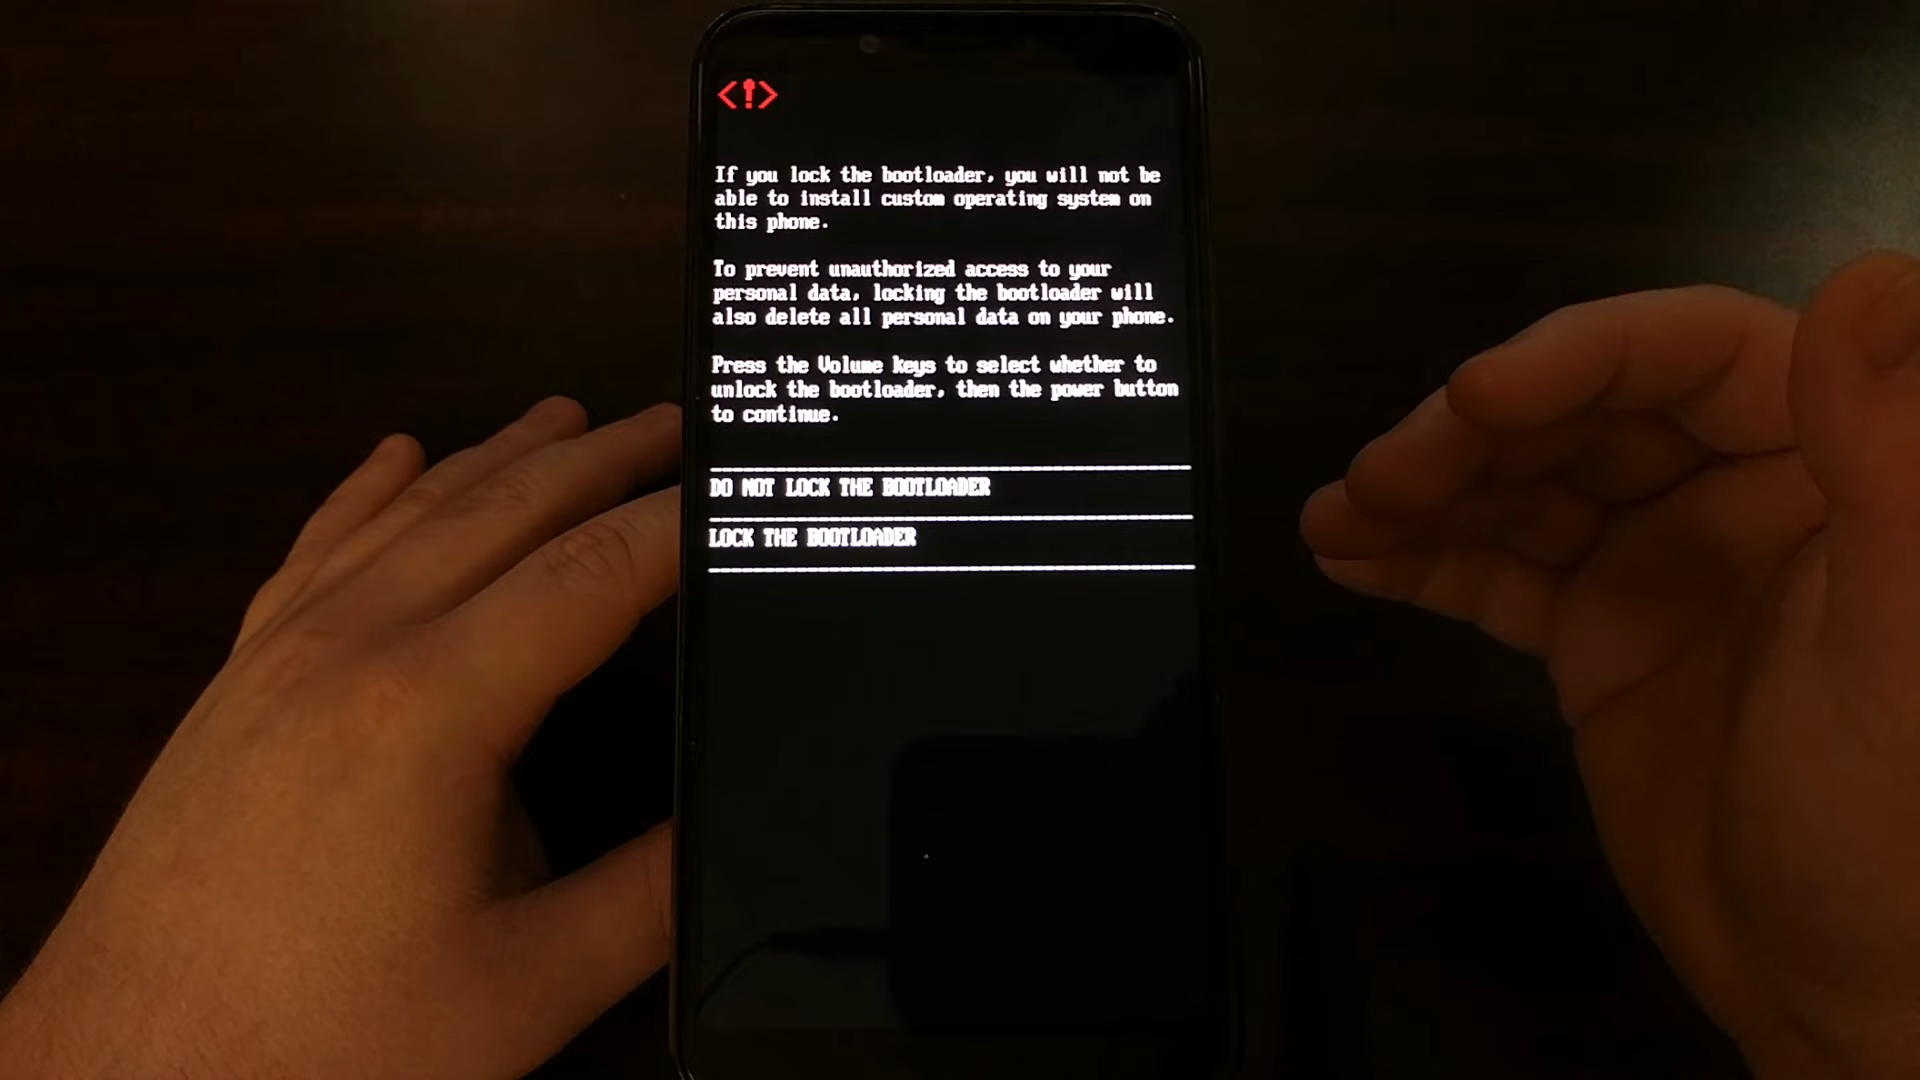 <!>
If you lock the bootloader, you will not be
able to install custom operating system on
this phone.
To prevent unauthorized access to your
personal data, locking the bootloader will
also delete all personal data on your phone.
Press the Volume keys to select whether to
unlock the bootloader, then the power button
to continue.
DO NOT LOCK THE BOOTLOADER
LOCK THE BOOTLOADER